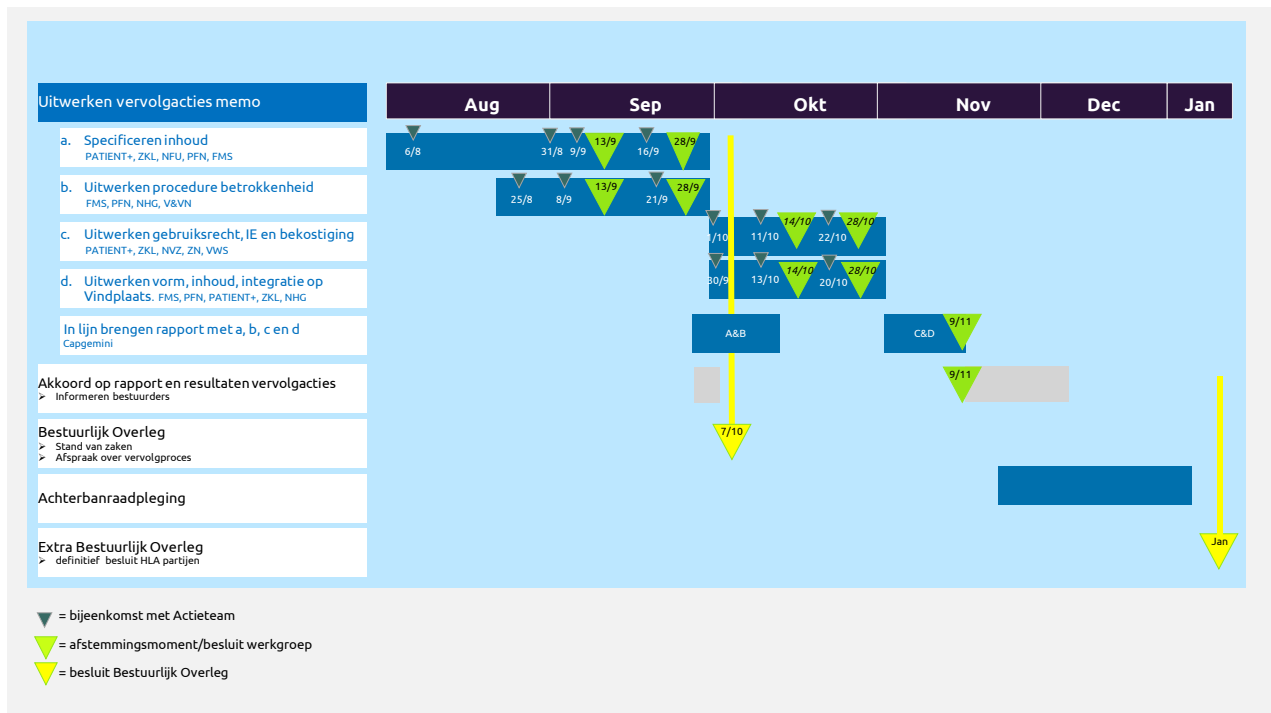 Uitwerken vervolgacties memo
Aug Sep Okt Nov Dec Jan
a. Specificeren inhoud
PATIENT+, ZKL, NFU, PFN, FMS
6/8 31/8 9/9 13/9 16/9 28/9
b. Uitwerken procedure betrokkenheid
FMS, PFN, NHG, V&VN
25/8 8/9 13/9 21/9 28/9
c. Uitwerken gebruiksrecht, IE en bekostiging
PATIENT+, ZKL, NVZ, ZN, VWS
1/10 11/10 14/10 22/10 28/10
d. Uitwerken vorm, inhoud, integratie op
Vindplaats. FMS, PFN, PATIENT+, ZKL, NHG
30/9 13/10 14/10 20/10 28/10
In lijn brengen rapport met a, b, c en d
Capgemini
A&B C&D 9/11
Akkoord op rapport en resultaten vervolgacties
➢ Informeren bestuurders
9/11
Bestuurlijk Overleg
➢ Stand van zaken
➢ Afspraak over vervolgproces
7/10
Achterbanraadpleging
Extra Bestuurlijk Overleg
➢ definitief besluit HLA partijen
Jan
= bijeenkomst met Actieteam
= afstemmingsmoment/besluit werkgroep
= besluit Bestuurlijk Overleg